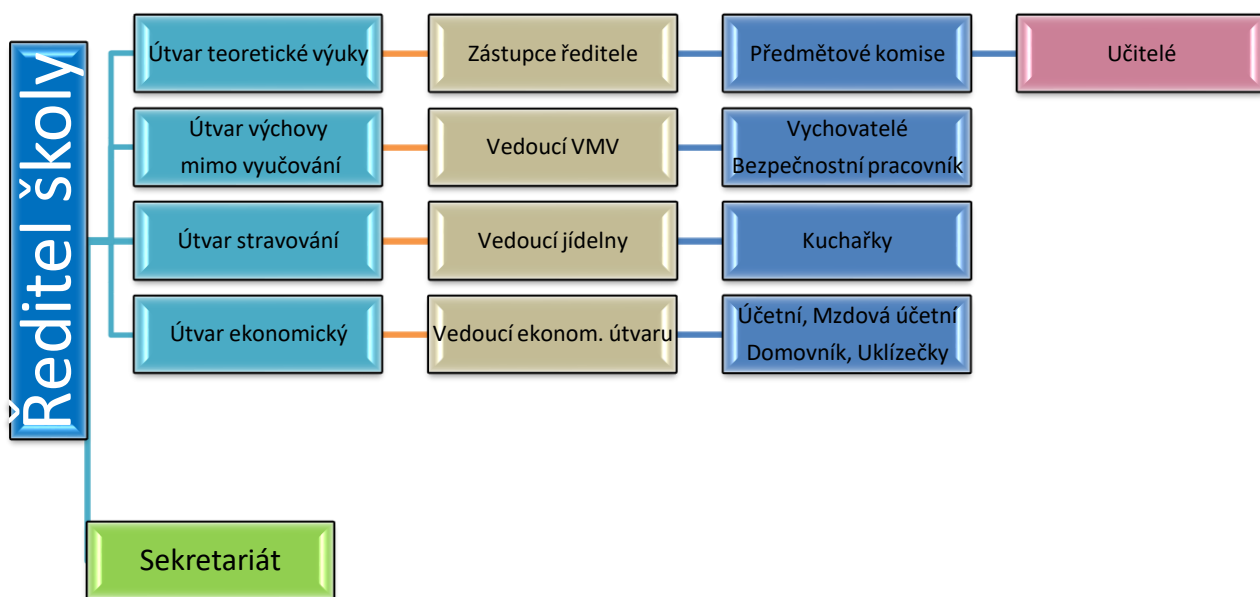 Ředitel školy
Útvar teoretické výuky
Zástupce ředitele
Předmětové komise
Učitelé
Útvar výchovy
mimo vyučování
Vedoucí VMV
Vychovatelé
Bezpečnostní pracovník
Útvar stravování
Vedoucí jídelny
Kuchařky
Útvar ekonomický
Vedoucí ekonom. útvaru
Účetní, Mzdová účetní
Domovník, Uklízečky
Sekretariát